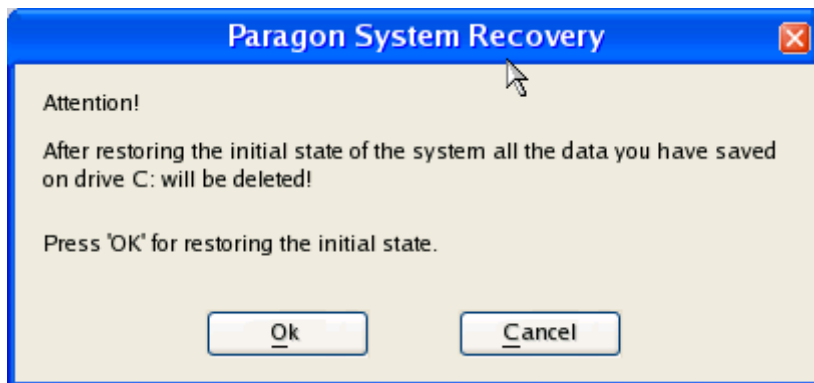 Paragon System Recovery
Attention!
After restoring the initial state of the system all the data you have saved
on drive C: will be deleted!
Press 'OK' for restoring the initial state.
Ok
Cancel